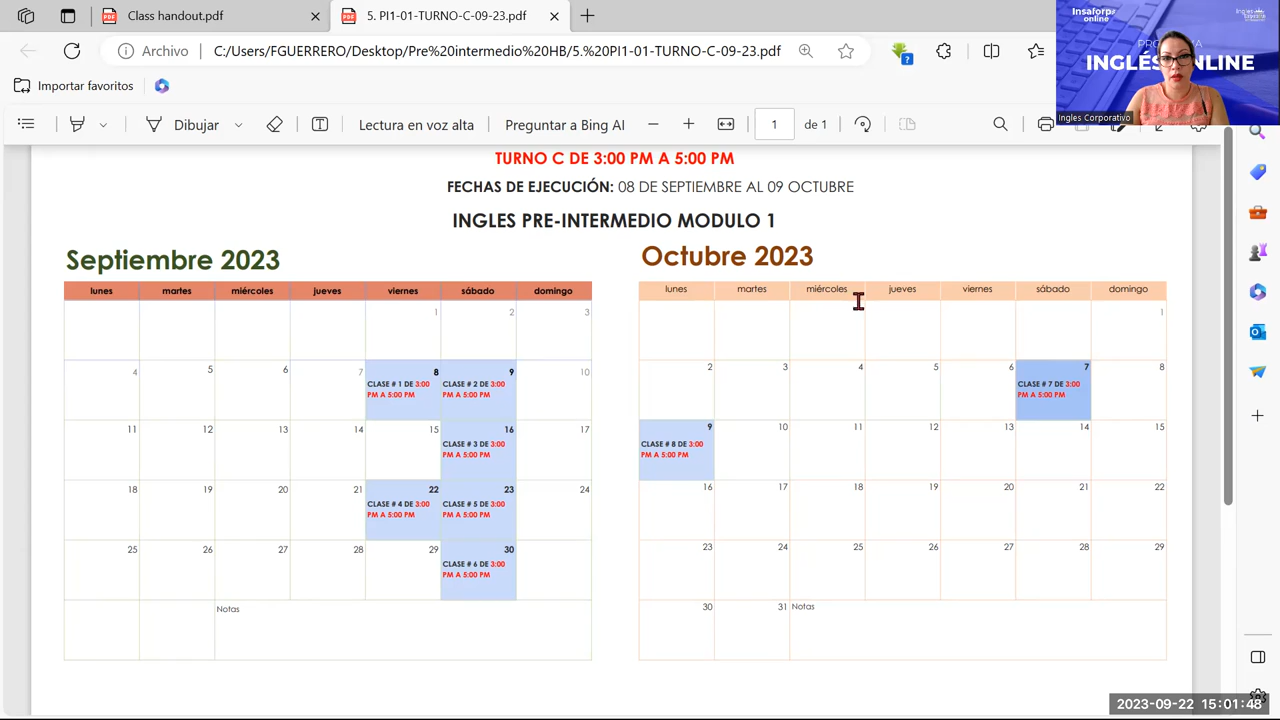 Class handout.pdf
5. PI1-01-TURNO-C-09-23.pdf
Archivo
C:/Users/FGUERRERO/Desktop/Pre%20intermedio%20HB/5.%20PI1-01-TURNO-C-09-23.pdf
Importar favoritos
Dibujar
Lectura en voz alta
Preguntar a Bing AI
1 de 1
Insaforp online
INGLÉS ONLINE
Ingles Corporativo
TURNO C DE 3:00 PM A 5:00 PM
FECHAS DE EJECUCIÓN: 08 DE SEPTIEMBRE AL 09 OCTUBRE
INGLES PRE-INTERMEDIO MODULO 1
Septiembre 2023
lunes martes miércoles jueves viernes sábado domingo
1 2 3
4 5 6 7 8 9 10
CLASE # 1 DE 3:00 CLASE # 2 DE 3:00
PM A 5:00 PM PM A 5:00 PM
11 12 13 14 15 16 17
CLASE # 3 DE 3:00
PM A 5:00 PM
18 19 20 21 22 23 24
CLASE # 4 DE 3:00 CLASE # 5 DE 3:00
PM A 5:00 PM PM A 5:00 PM
25 26 27 28 29 30
CLASE # 6 DE 3:00
PM A 5:00 PM
Notas
Octubre 2023
lunes martes miércoles jueves viernes sábado domingo
1
2 3 4 5 6 7 8
CLASE # 7 DE 3:00
PM A 5:00 PM
9 10 11 12 13 14 15
CLASE # 8 DE 3:00
PM A 5:00 PM
16 17 18 19 20 21 22
23 24 25 26 27 28 29
30 31 Notas
2023-09-22 15:01:48